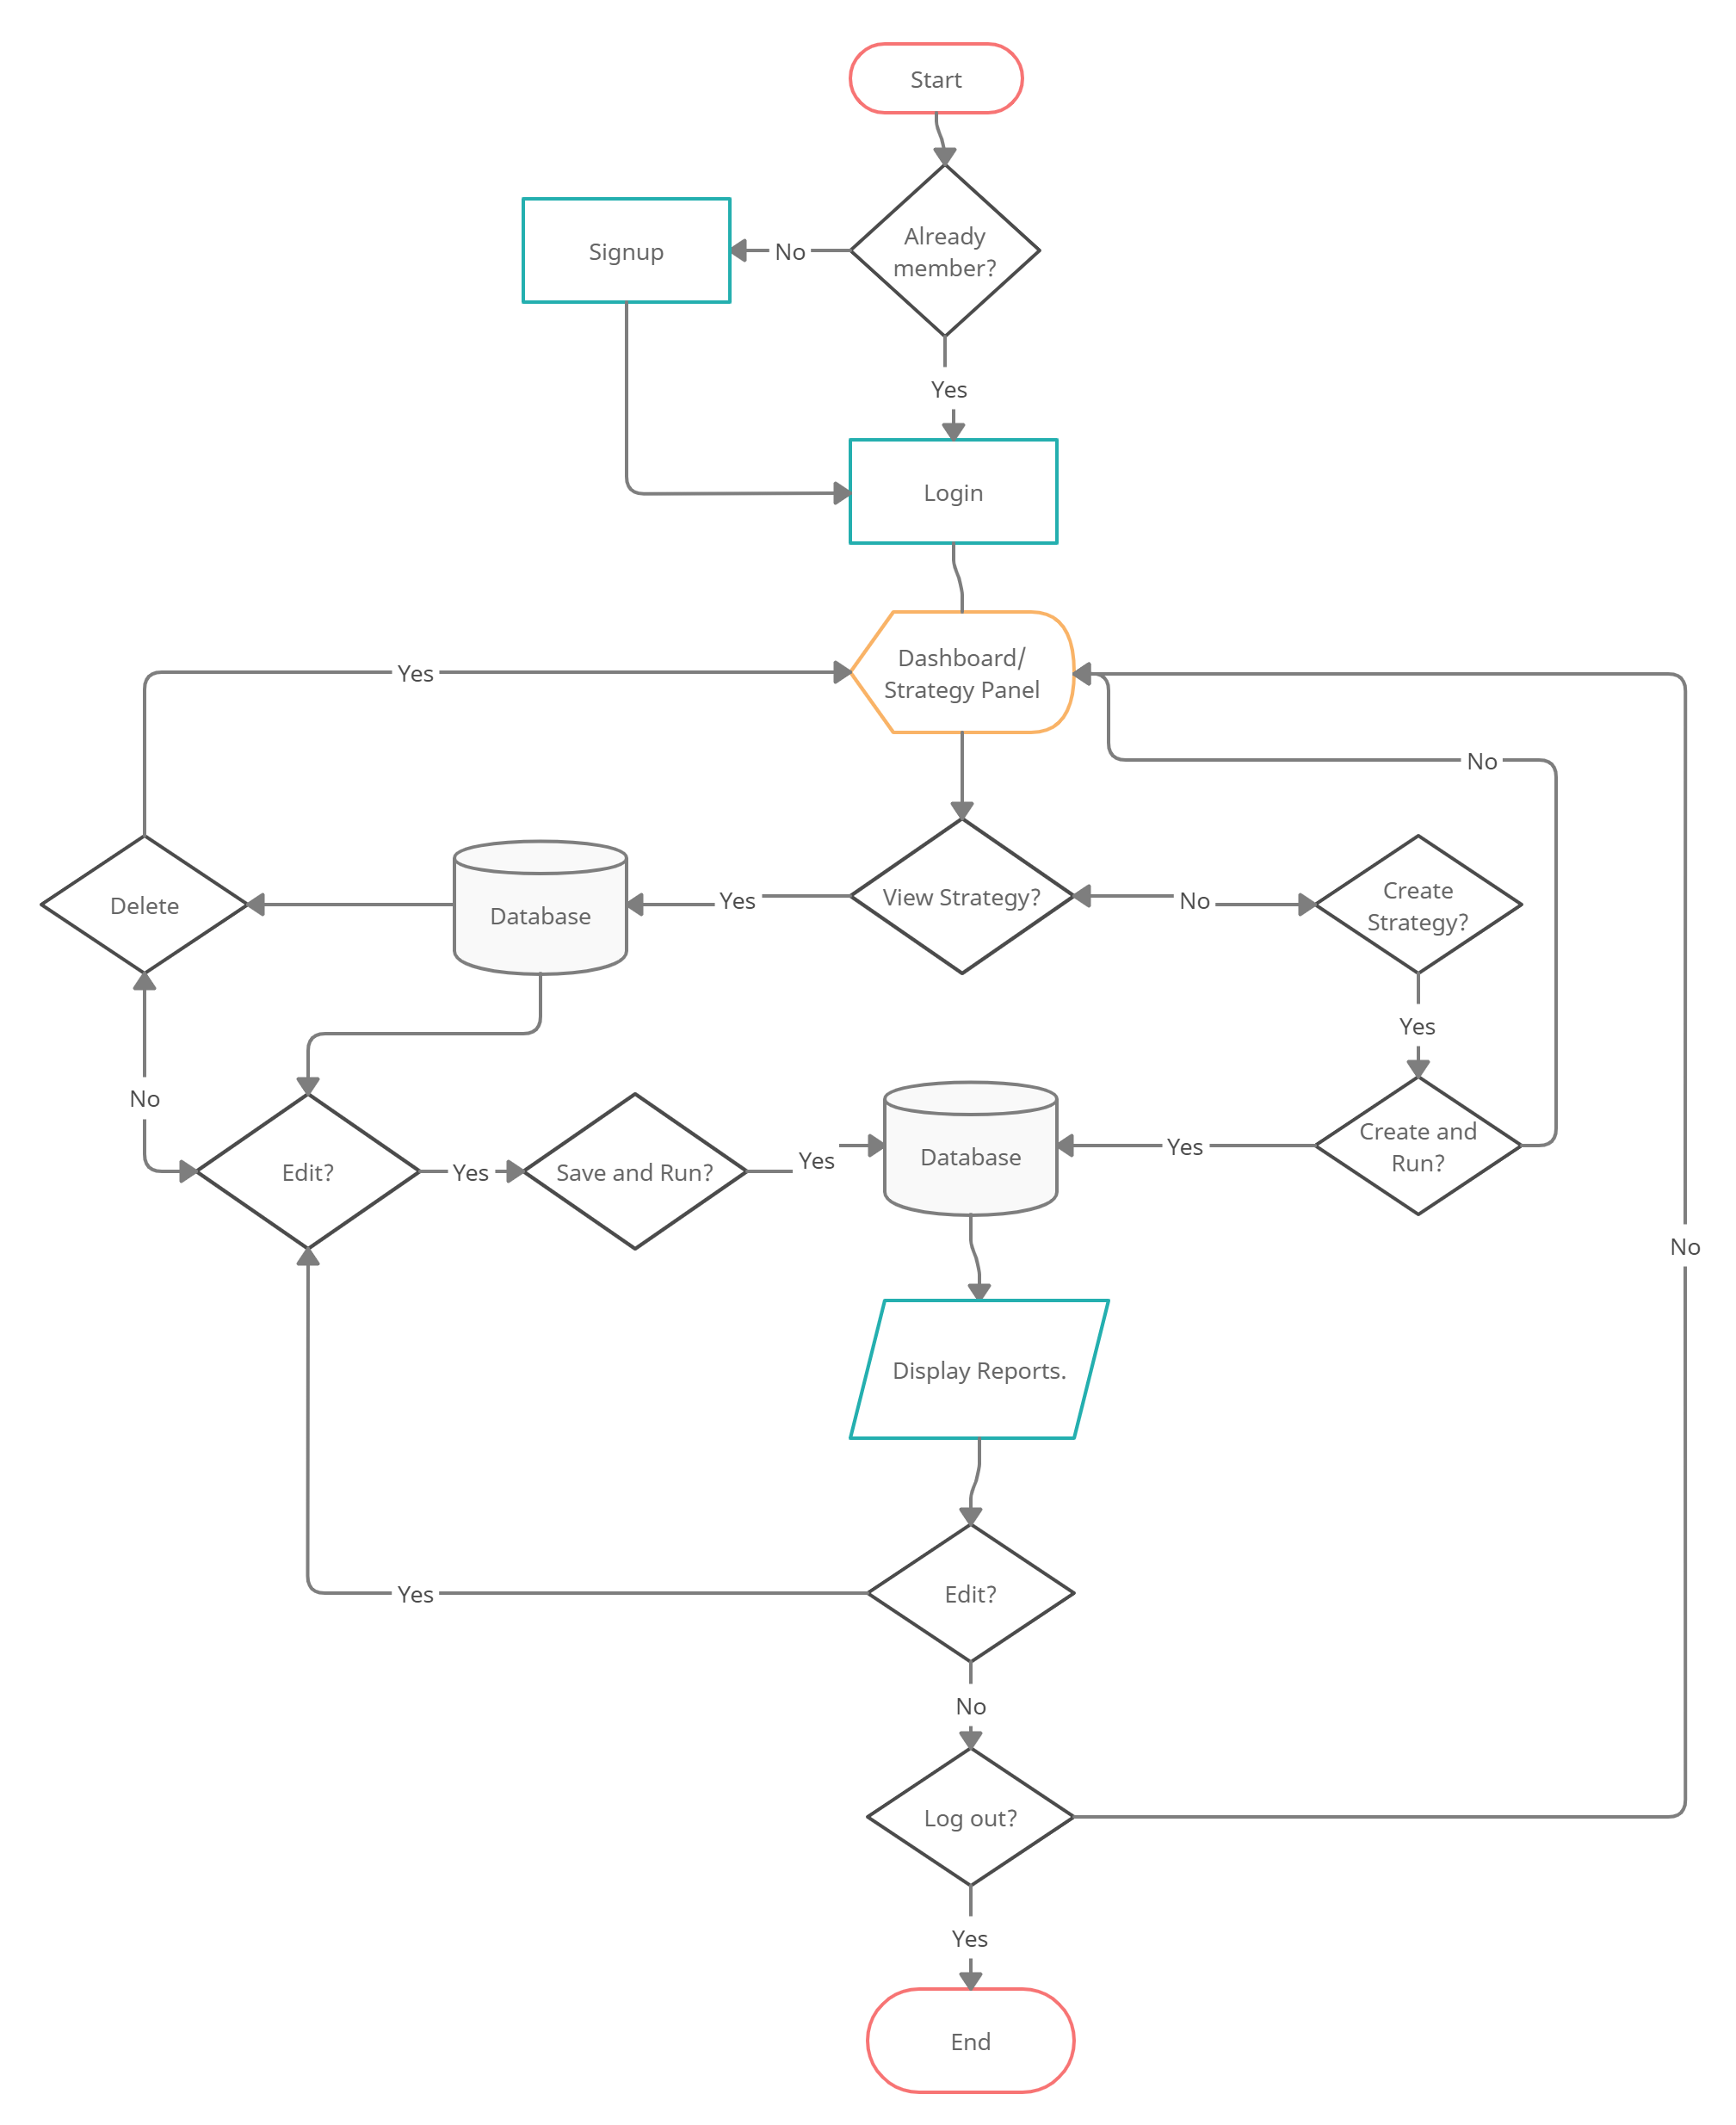 Start
Already
member?
No
Signup
Yes
Login
Dashboard/
Strategy Panel
Yes
No
Delete
Database
Yes
View Strategy?
No
Create
Strategy?
Yes
No
Edit?
Yes
Save and Run?
Yes
Database
Yes
Create and
Run?
No
Display Reports.
Yes
Edit?
No
Log out?
Yes
End